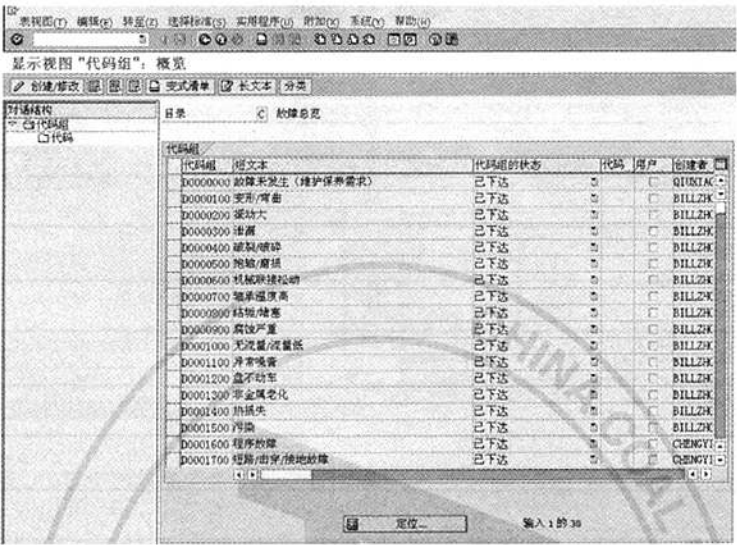 表视图(T) 编辑(E) 转至(Z) 选择标准(S) 实用程序(U) 附加(X) 系统(Y) 帮助(H)
显示视图 "代码组": 概览
创建/修改 变式清单 长文本 分类
对话结构
代码组
代码
目录 C 故障总览
代码组
代码组 短文本 代码组的状态 代码 用户 创建者
D0000000 故障未发生（维护保养需求） 已下达 QIUXIAO
D0000100 变形/弯曲 已下达 BILLZHK
D0000200 振动大 已下达 BILLZHK
D0000300 泄漏 已下达 BILLZHK
D0000400 破裂/破碎 已下达 BILLZHK
D0000500 抱轴/磨损 已下达 BILLZHK
D0000600 机械联接松动 已下达 BILLZHK
D0000700 轴承温度高 已下达 BILLZHK
D0000800 结垢/堵塞 已下达 BILLZHK
D0000900 腐蚀严重 已下达 BILLZHK
D0001000 无流量/流量低 已下达 BILLZHK
D0001100 异常噪音 已下达 BILLZHK
D0001200 盘不动车 已下达 BILLZHK
D0001300 非金属老化 已下达 BILLZHK
D0001400 热损失 已下达 BILLZHK
D0001500 污染 已下达 BILLZHK
D0001600 程序故障 已下达 CHENGYI
D0001700 短路/击穿/接地故障 已下达 CHENGYI
定位... 输入 1 的 38
CHINA COAL